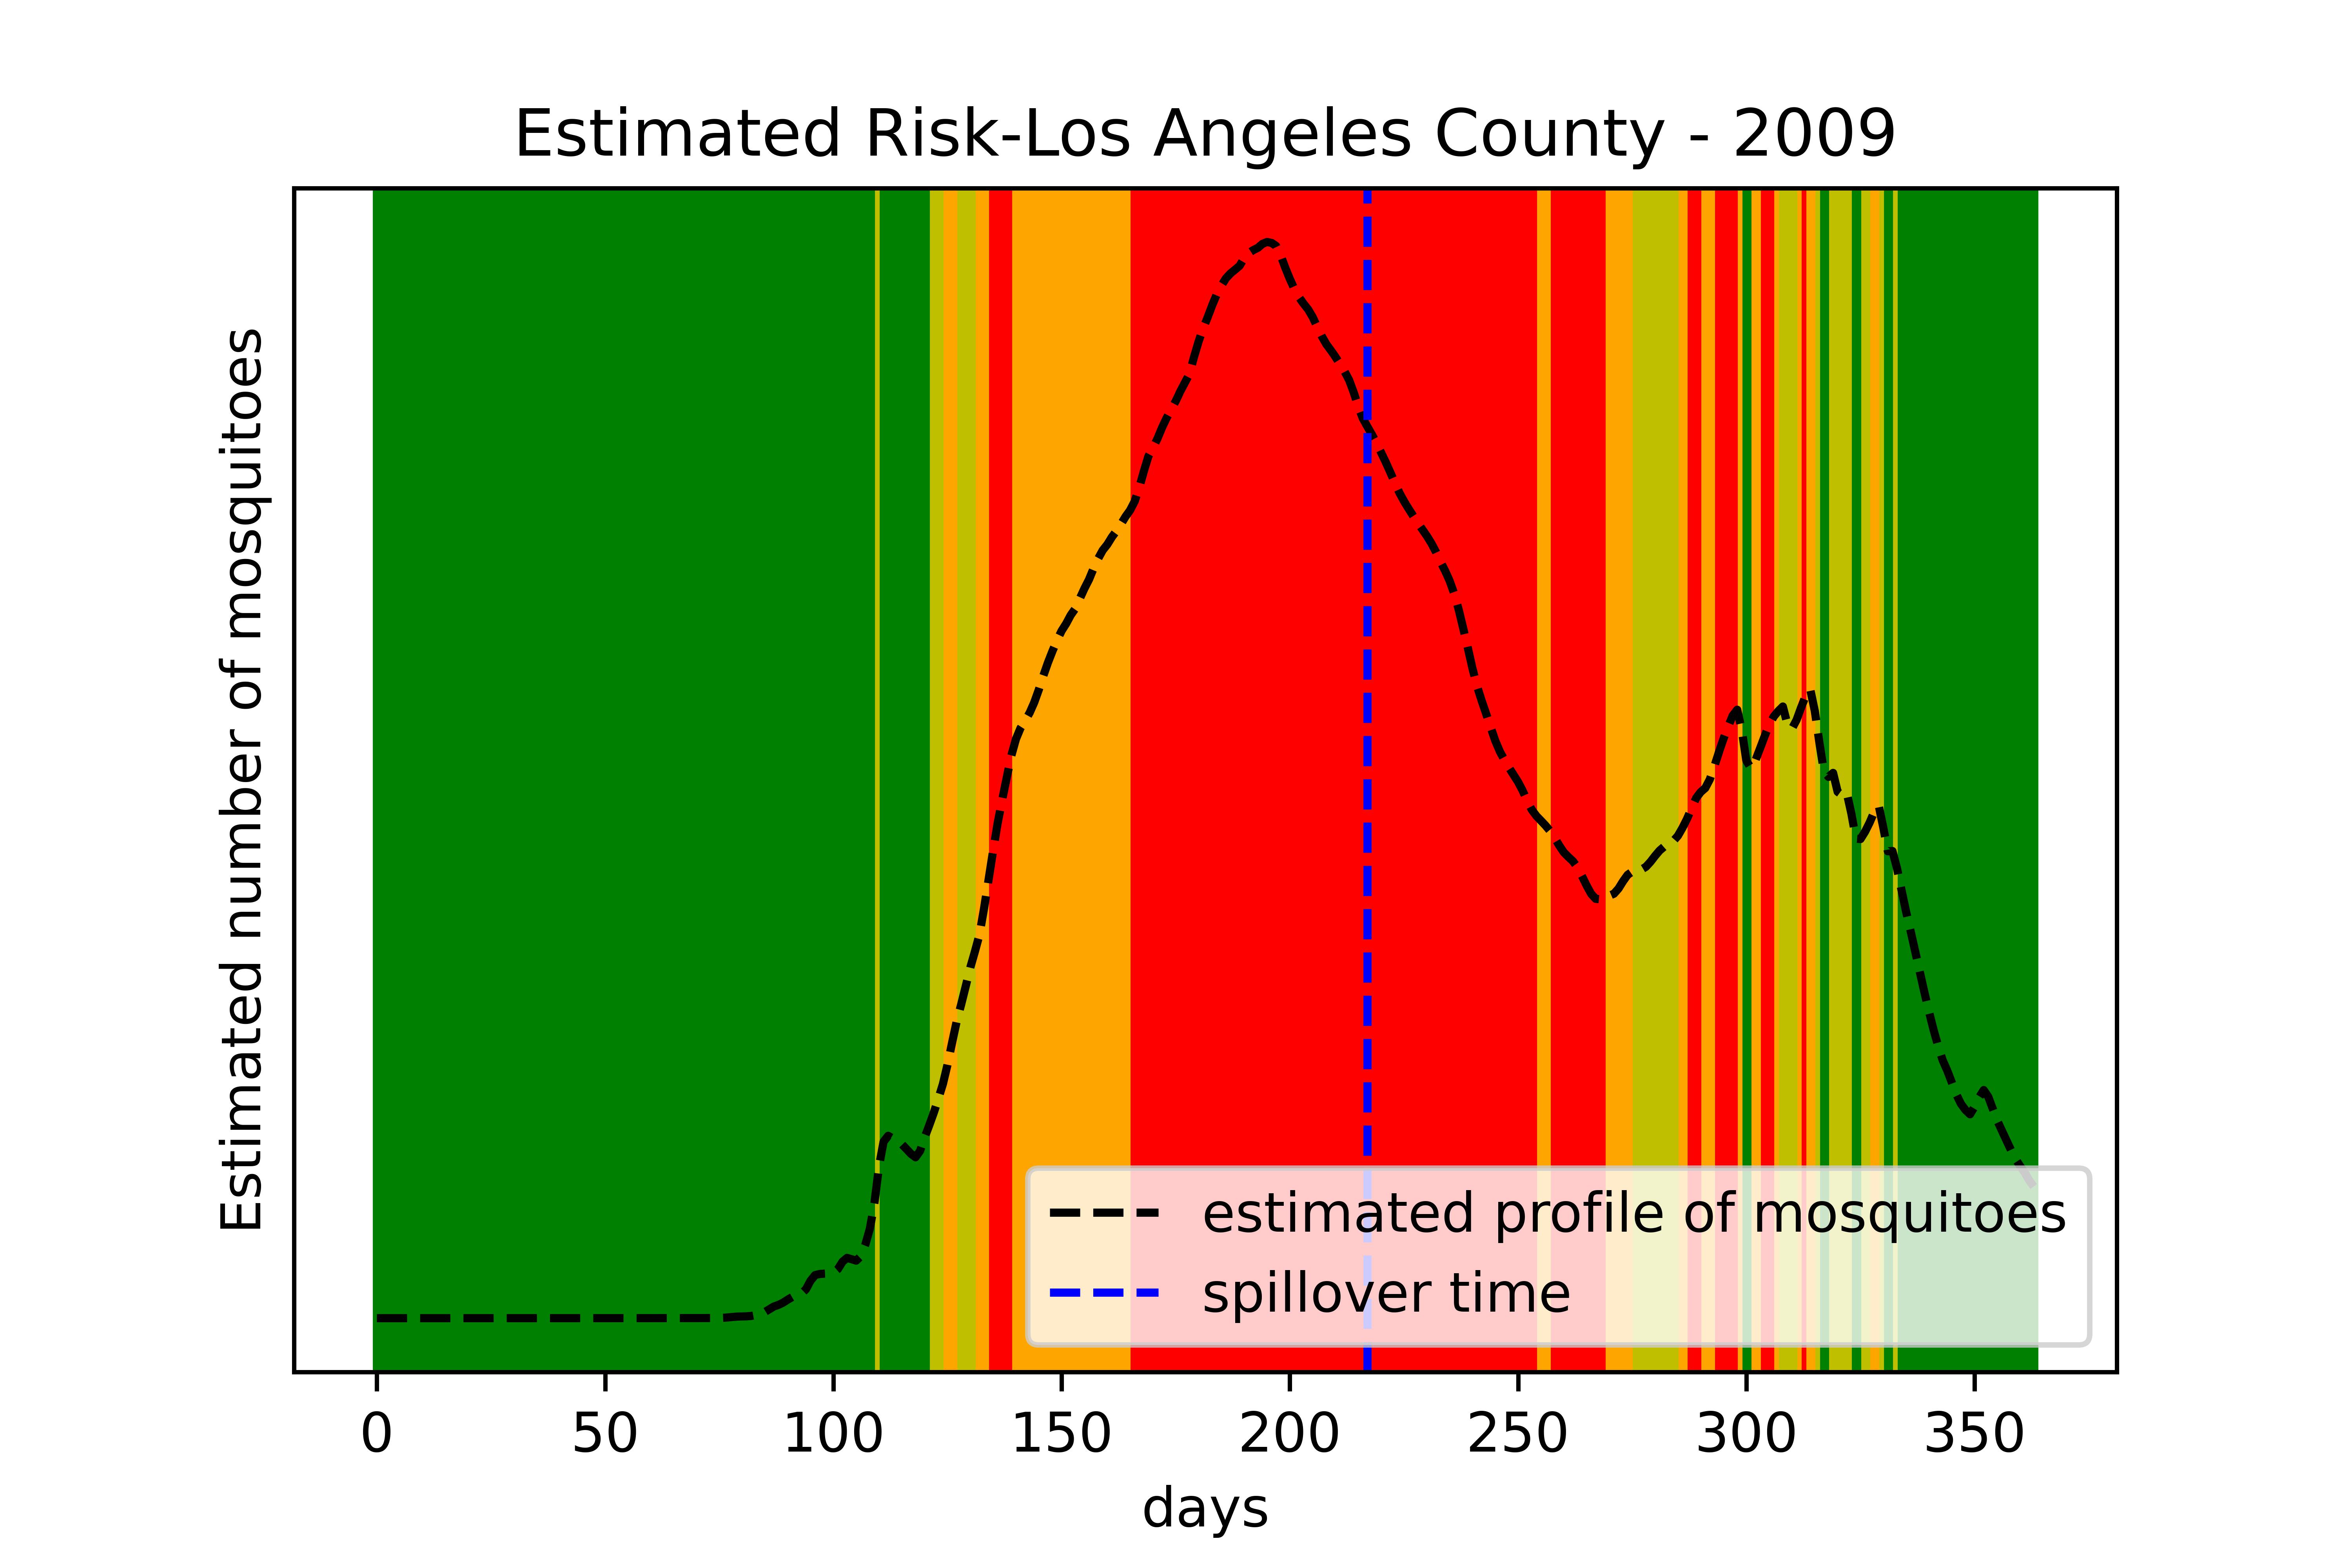 Estimated Risk-Los Angeles County - 2009
Estimated number of mosquitoes
estimated profile of mosquitoes
spillover time
0 50 100 150 200 250 300 350
days